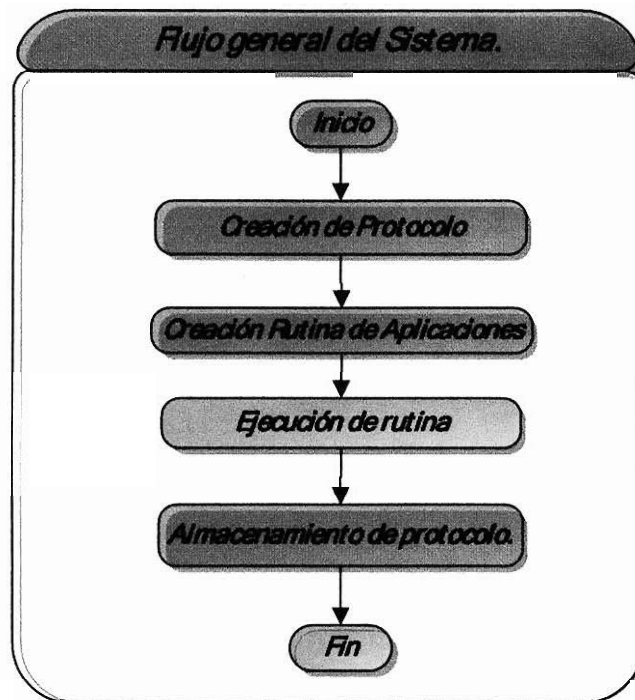 Flujo general del Sistema.
Inicio
Creación de Protocolo
Creación Rutina de Aplicaciones
Ejecución de rutina
Almacenamiento de protocolo.
Fin